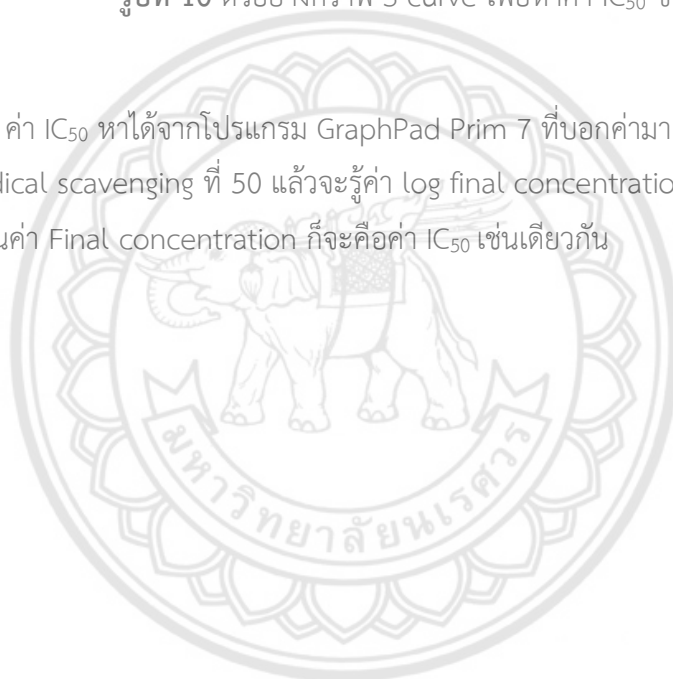 รูปที่ 10 ตัวอย่างกราฟ S curve เพื่อหาค่า IC₅₀
ค่า IC₅₀ หาได้จากโปรแกรม GraphPad Prim 7 ที่บอกค่ามา
dical scavenging ที่ 50 แล้วจะรู้ค่า log final concentratio
นค่า Final concentration ก็จะคือค่า IC₅₀ เช่นเดียวกัน
มหาวิทยาลัยนเรศวร